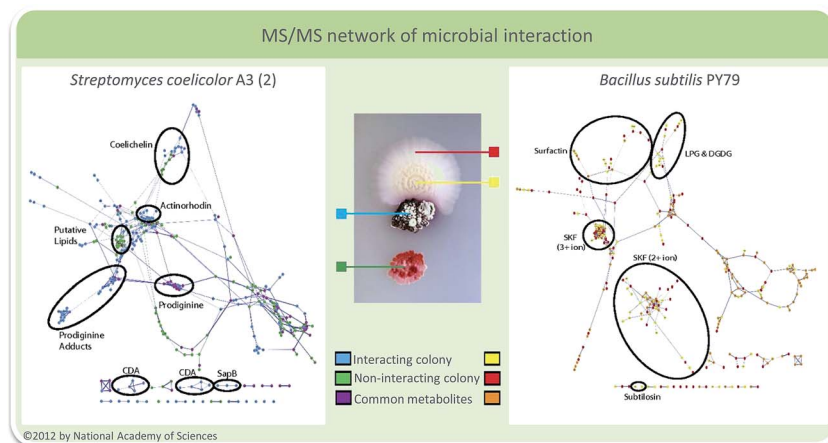 MS/MS network of microbial interaction
Streptomyces coelicolor A3 (2)
Coelichelin
Actinorhodin
Putative
Lipids
Prodiginine
Prodiginine
Adducts
CDA
CDA
SapB
Interacting colony
Non-interacting colony
Common metabolites
Bacillus subtilis PY79
Surfactin
LPG & DGDG
SKF
(3+ion)
SKF (2+ion)
Subtilosin
©2012 by National Academy of Sciences